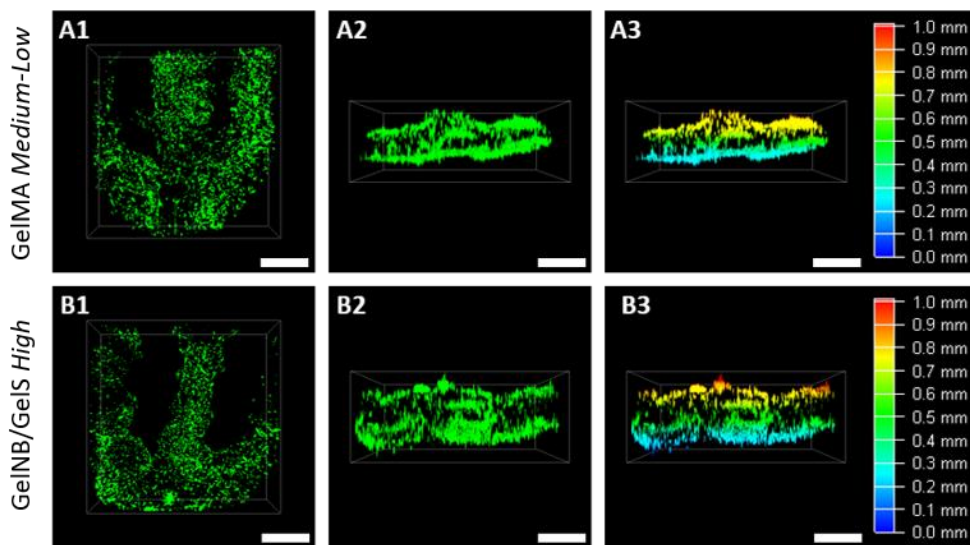 GelMA Medium-Low
A1
A2
A3
1.0 mm
0.9 mm
0.8 mm
0.7 mm
0.6 mm
0.5 mm
0.4 mm
0.3 mm
0.2 mm
0.1 mm
0.0 mm
GelNB/GelS High
B1
B2
B3
1.0 mm
0.9 mm
0.8 mm
0.7 mm
0.6 mm
0.5 mm
0.4 mm
0.3 mm
0.2 mm
0.1 mm
0.0 mm